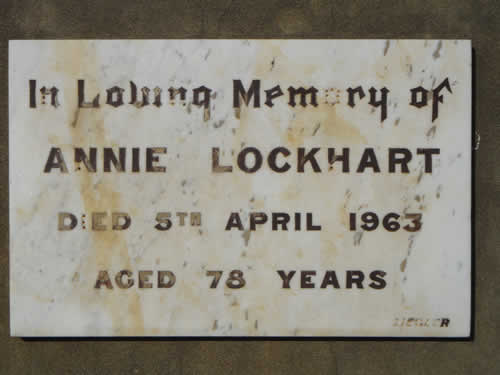 In Loving Memory of
ANNIE LOCKHART
DIED 5TH APRIL 1963
AGED 78 YEARS